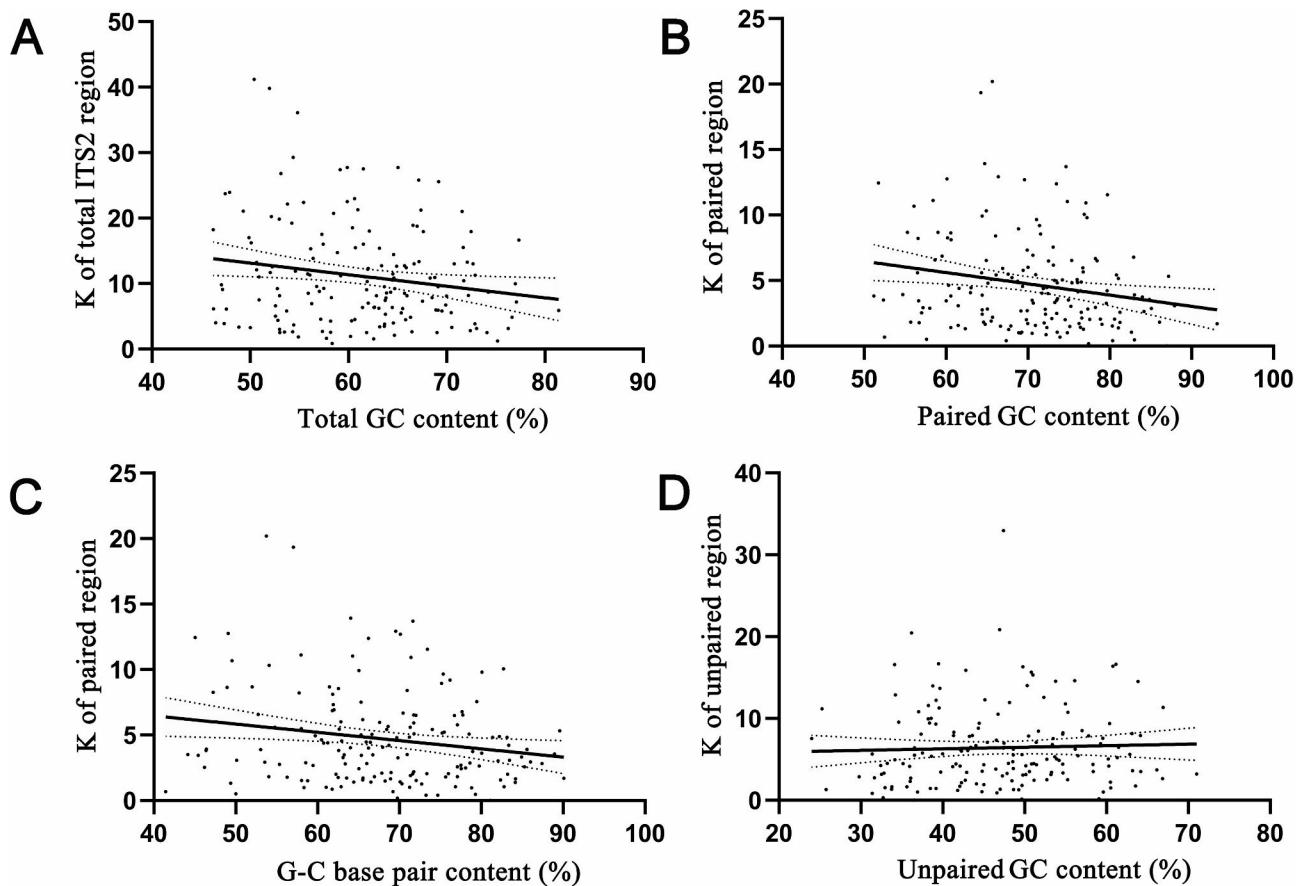 A
K of total ITS2 region
50
40
30
20
10
0
40 50 60 70 80 90
Total GC content (%)
B
K of paired region
25
20
15
10
5
0
40 50 60 70 80 90 100
Paired GC content (%)
C
K of paired region
25
20
15
10
5
0
40 50 60 70 80 90 100
G-C base pair content (%)
D
K of unpaired region
40
30
20
10
0
20 30 40 50 60 70 80
Unpaired GC content (%)